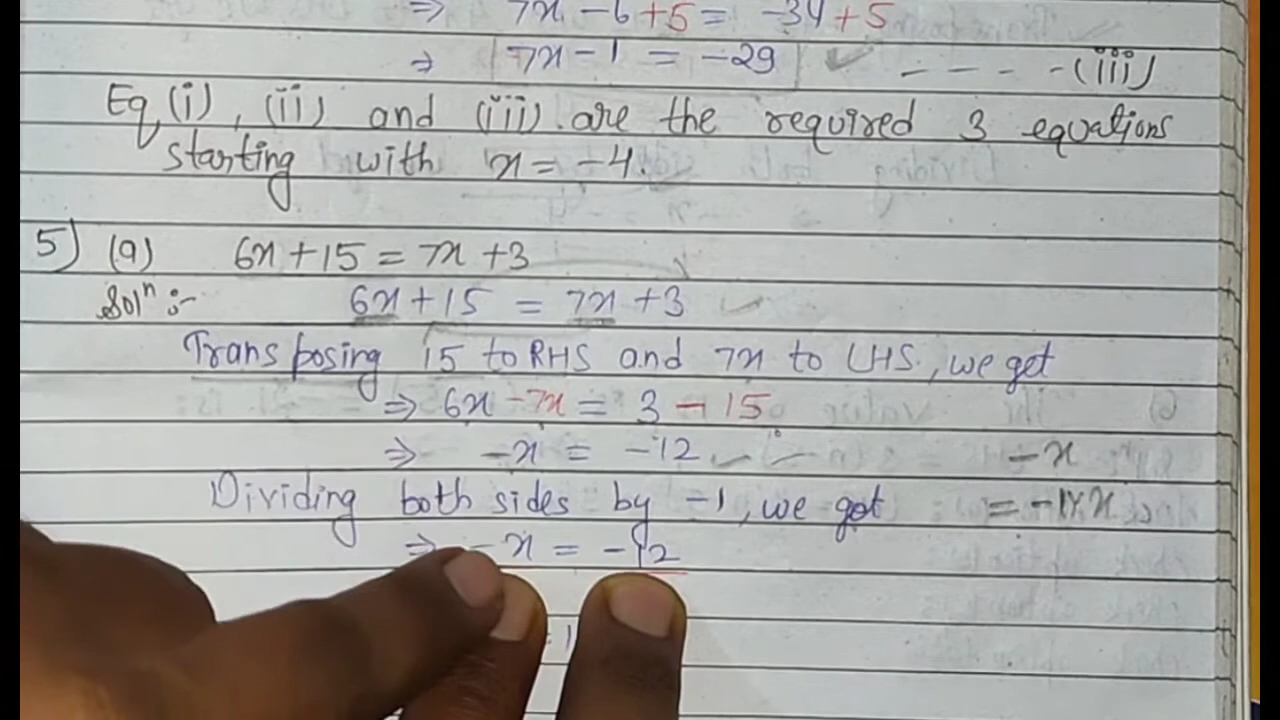 ⇒ 7x - 6 + 5 = -34 + 5
⇒ 7x - 1 = -29 ✓ - - - - (iii)
Eq (i), (ii) and (iii) are the required 3 equations
starting with x = -4.
5) (a) 6x + 15 = 7x + 3
Solⁿ :- 6x + 15 = 7x + 3
Transposing 15 to RHS and 7x to LHS, we get
⇒ 6x - 7x = 3 - 15
⇒ -x = -12 -x
Dividing both sides by -1, we get = -1×x
⇒ -x = -12